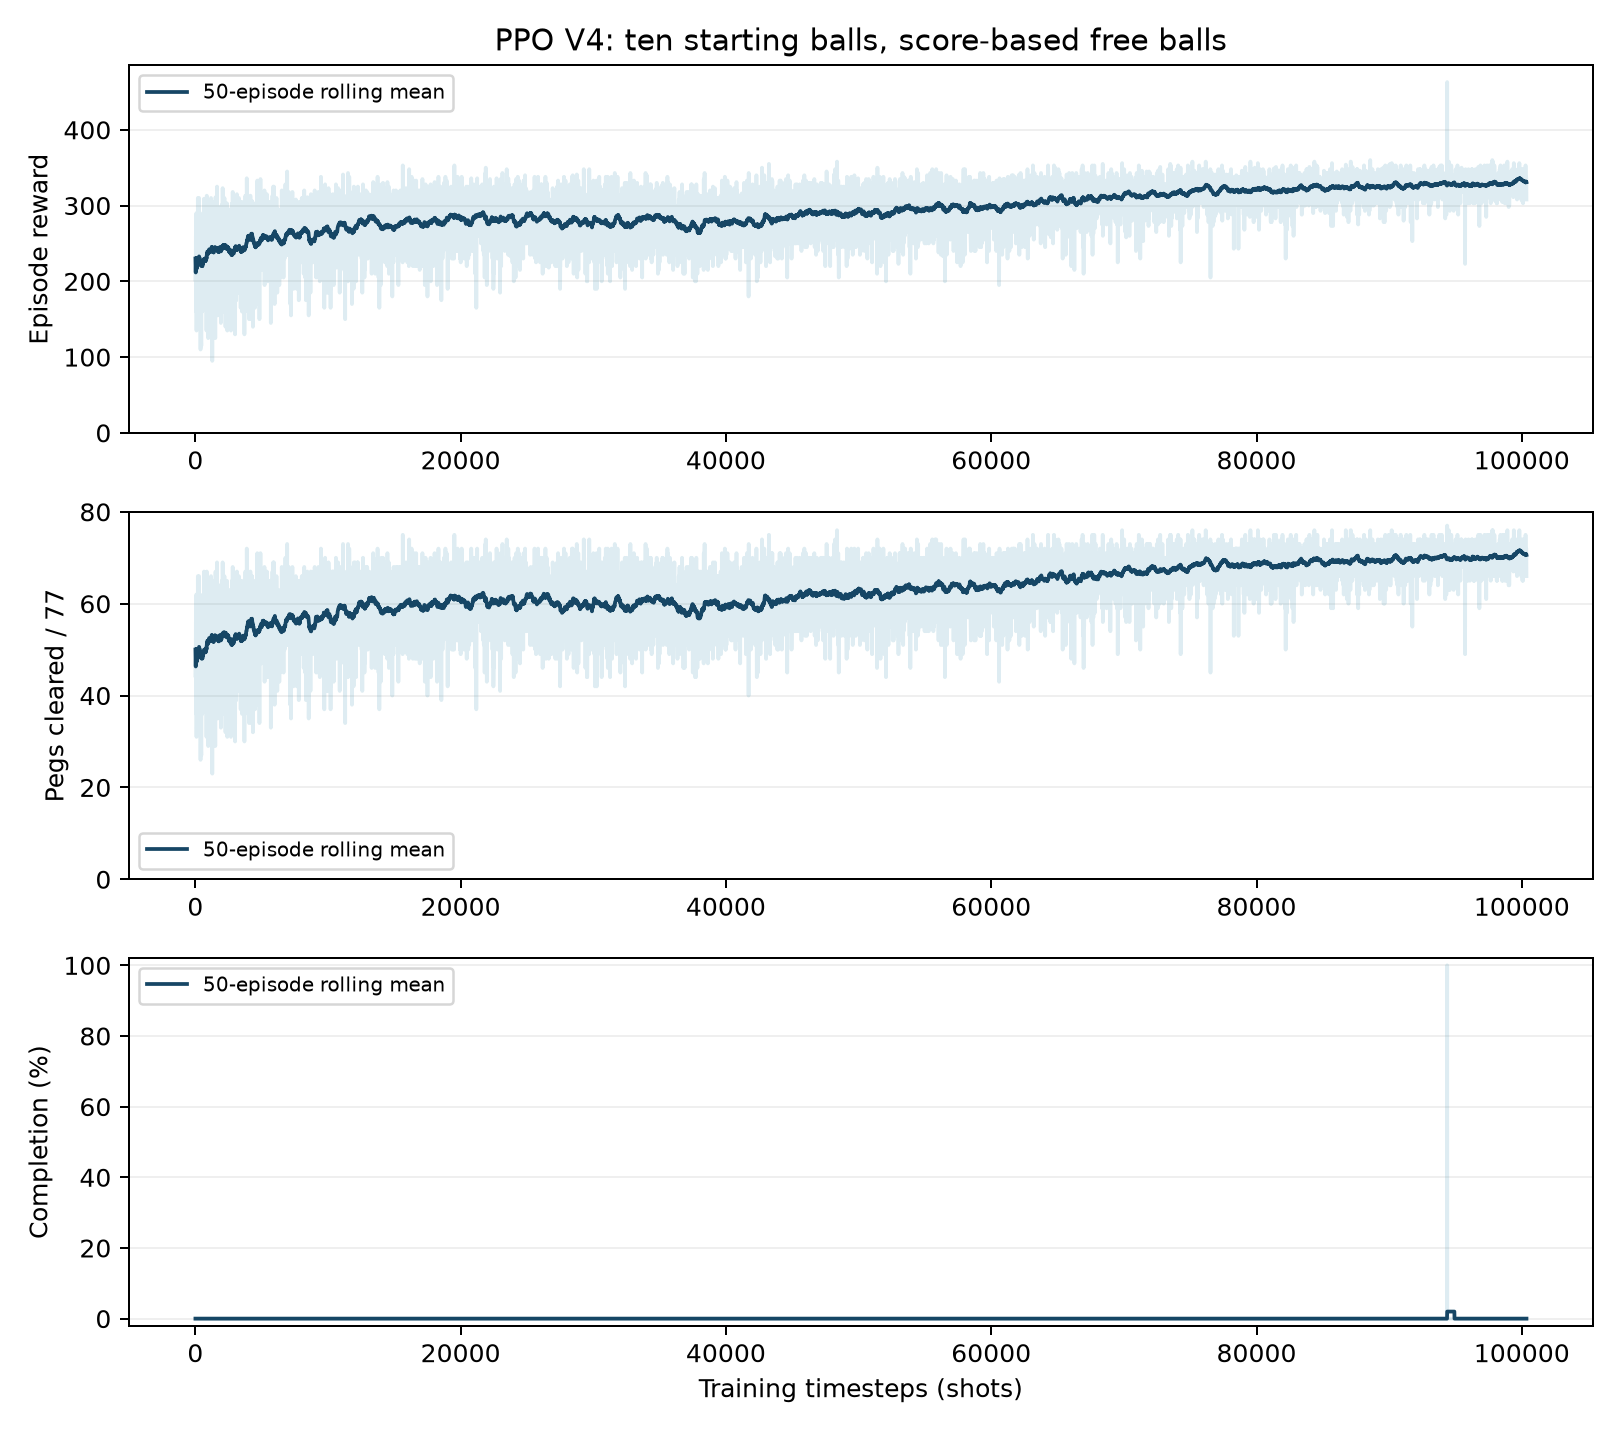 PPO V4: ten starting balls, score-based free balls
50-episode rolling mean
Episode reward
400
300
200
100
0
0 20000 40000 60000 80000 100000
50-episode rolling mean
Pegs cleared / 77
80
60
40
20
0
0 20000 40000 60000 80000 100000
50-episode rolling mean
Completion (%)
100
80
60
40
20
0
0 20000 40000 60000 80000 100000
Training timesteps (shots)